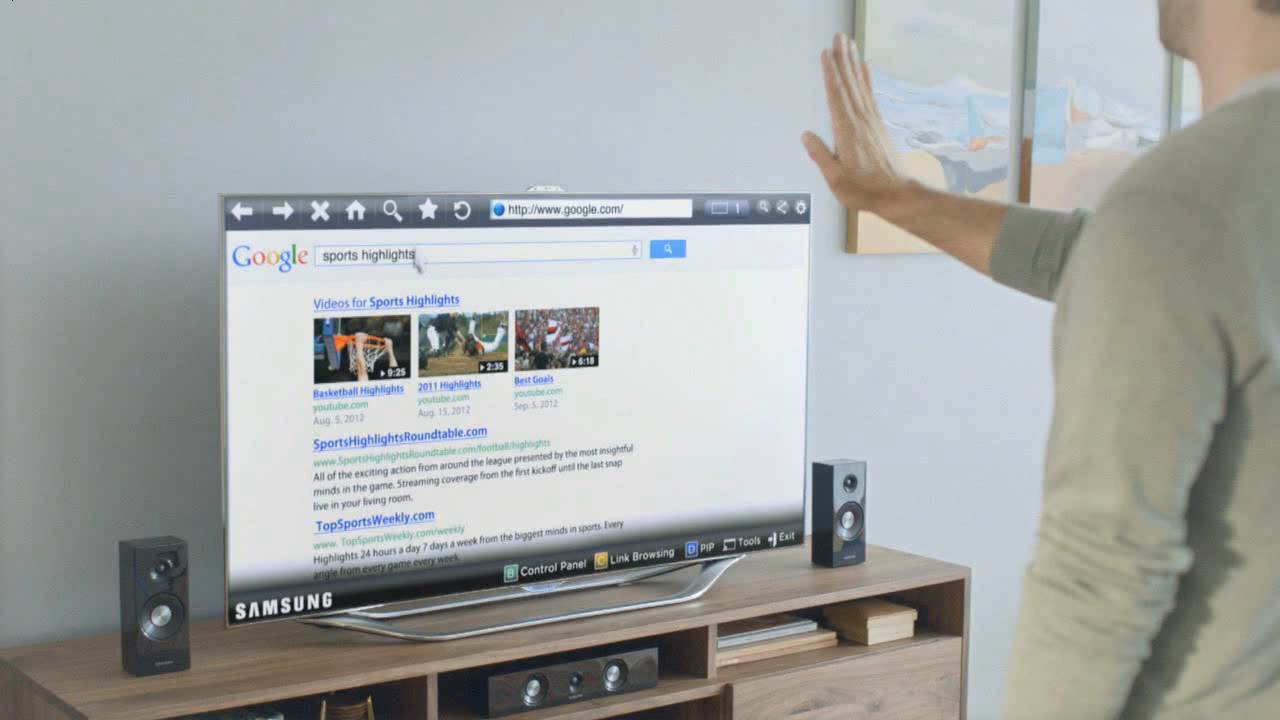 http://www.google.com/
1
Google
sports highlights
Videos for Sports Highlights
9:25
2:35
6:18
Basketball Highlights
2011 Highlights
Best Goals
youtube.com
youtube.com
youtube.com
Aug. 5, 2012
Aug. 15, 2012
Sep. 5, 2012
SportsHighlightsRoundtable.com
www.SportsHighlightsRoundtable.com/football/highlights
All of the exciting action from around the league presented by the most insightful
minds in the game. Streaming coverage from the first kickoff until the last snap
live in your living room.
TopSportsWeekly.com
www. TopSportsWeekly.com/weekly
Highlights 24 hours a day 7 days a week from the biggest minds in sports. Every
angle from every game every week.
B Control Panel C Link Browsing D PIP Tools Exit
SAMSUNG